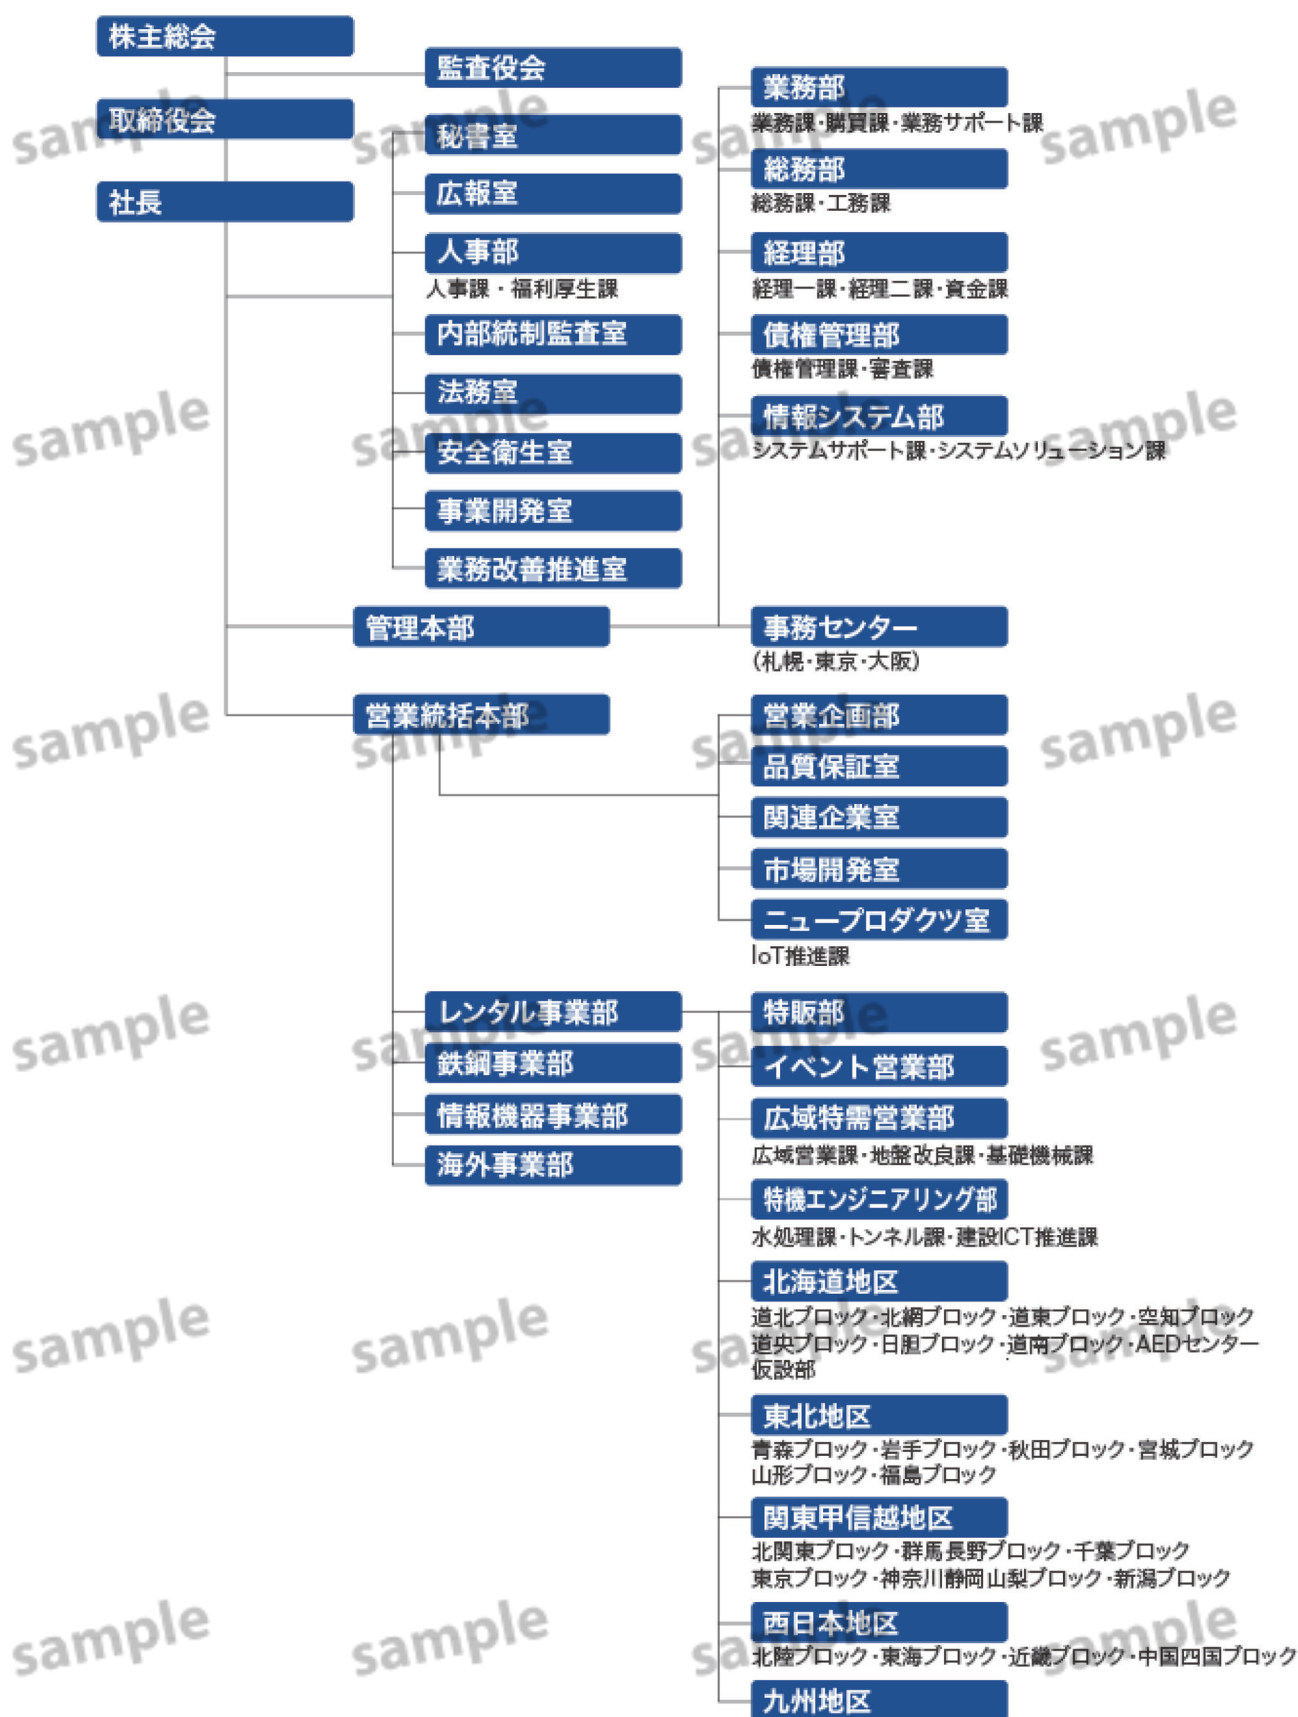 株主総会
取締役会
社長
監査役会
秘書室
広報室
人事部
人事課・福利厚生課
内部統制監査室
法務室
安全衛生室
事業開発室
業務改善推進室
管理本部
業務部
業務課・購買課・業務サポート課
総務部
総務課・工務課
経理部
経理一課・経理二課・資金課
債権管理部
債権管理課・審査課
情報システム部
システムサポート課・システムソリューション課
事務センター
(札幌・東京・大阪)
営業統括本部
営業企画部
品質保証室
関連企業室
市場開発室
ニュープロダクツ室
IoT推進課
レンタル事業部
鉄鋼事業部
情報機器事業部
海外事業部
特販部
イベント営業部
広域特需営業部
広域営業課・地盤改良課・基礎機械課
特機エンジニアリング部
水処理課・トンネル課・建設ICT推進課
北海道地区
道北ブロック・北網ブロック・道東ブロック・空知ブロック
道央ブロック・日胆ブロック・道南ブロック・AEDセンター
仮設部
東北地区
青森ブロック・岩手ブロック・秋田ブロック・宮城ブロック
山形ブロック・福島ブロック
関東甲信越地区
北関東ブロック・群馬長野ブロック・千葉ブロック
東京ブロック・神奈川静岡山梨ブロック・新潟ブロック
西日本地区
北陸ブロック・東海ブロック・近畿ブロック・中国四国ブロック
九州地区
sample sample sample sample
sample sample sample sample
sample sample sample sample
sample sample sample sample
sample sample sample sample
sample sample sample sample